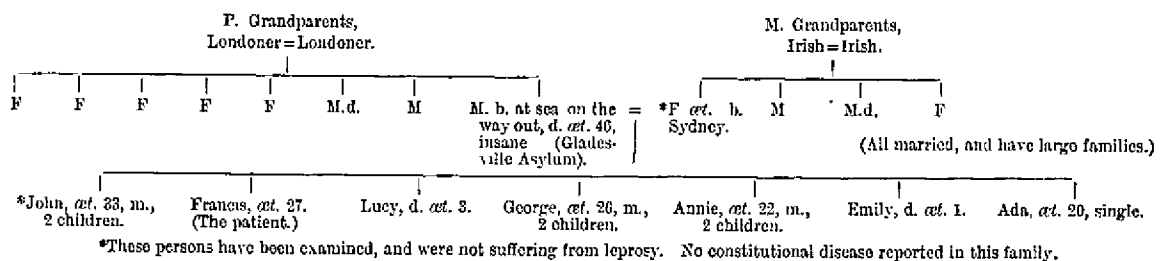 P. Grandparents,
Londoner=Londoner.
M. Grandparents,
Irish=Irish.
F F F F F M.d. M M. b. at sea on the = *F æt. b. M M.d. F
way out, d. æt. 46, Sydney.
insane (Glades-
ville Asylum).
(All married, and have large families.)
*John, æt. 33, m., Francis, æt. 27. Lucy, d. æt. 3. George, æt. 26, m., Annie, æt. 22, m., Emily, d. æt. 1. Ada, æt. 20, single.
2 children. (The patient.) 2 children. 2 children.
*These persons have been examined, and were not suffering from leprosy. No constitutional disease reported in this family.